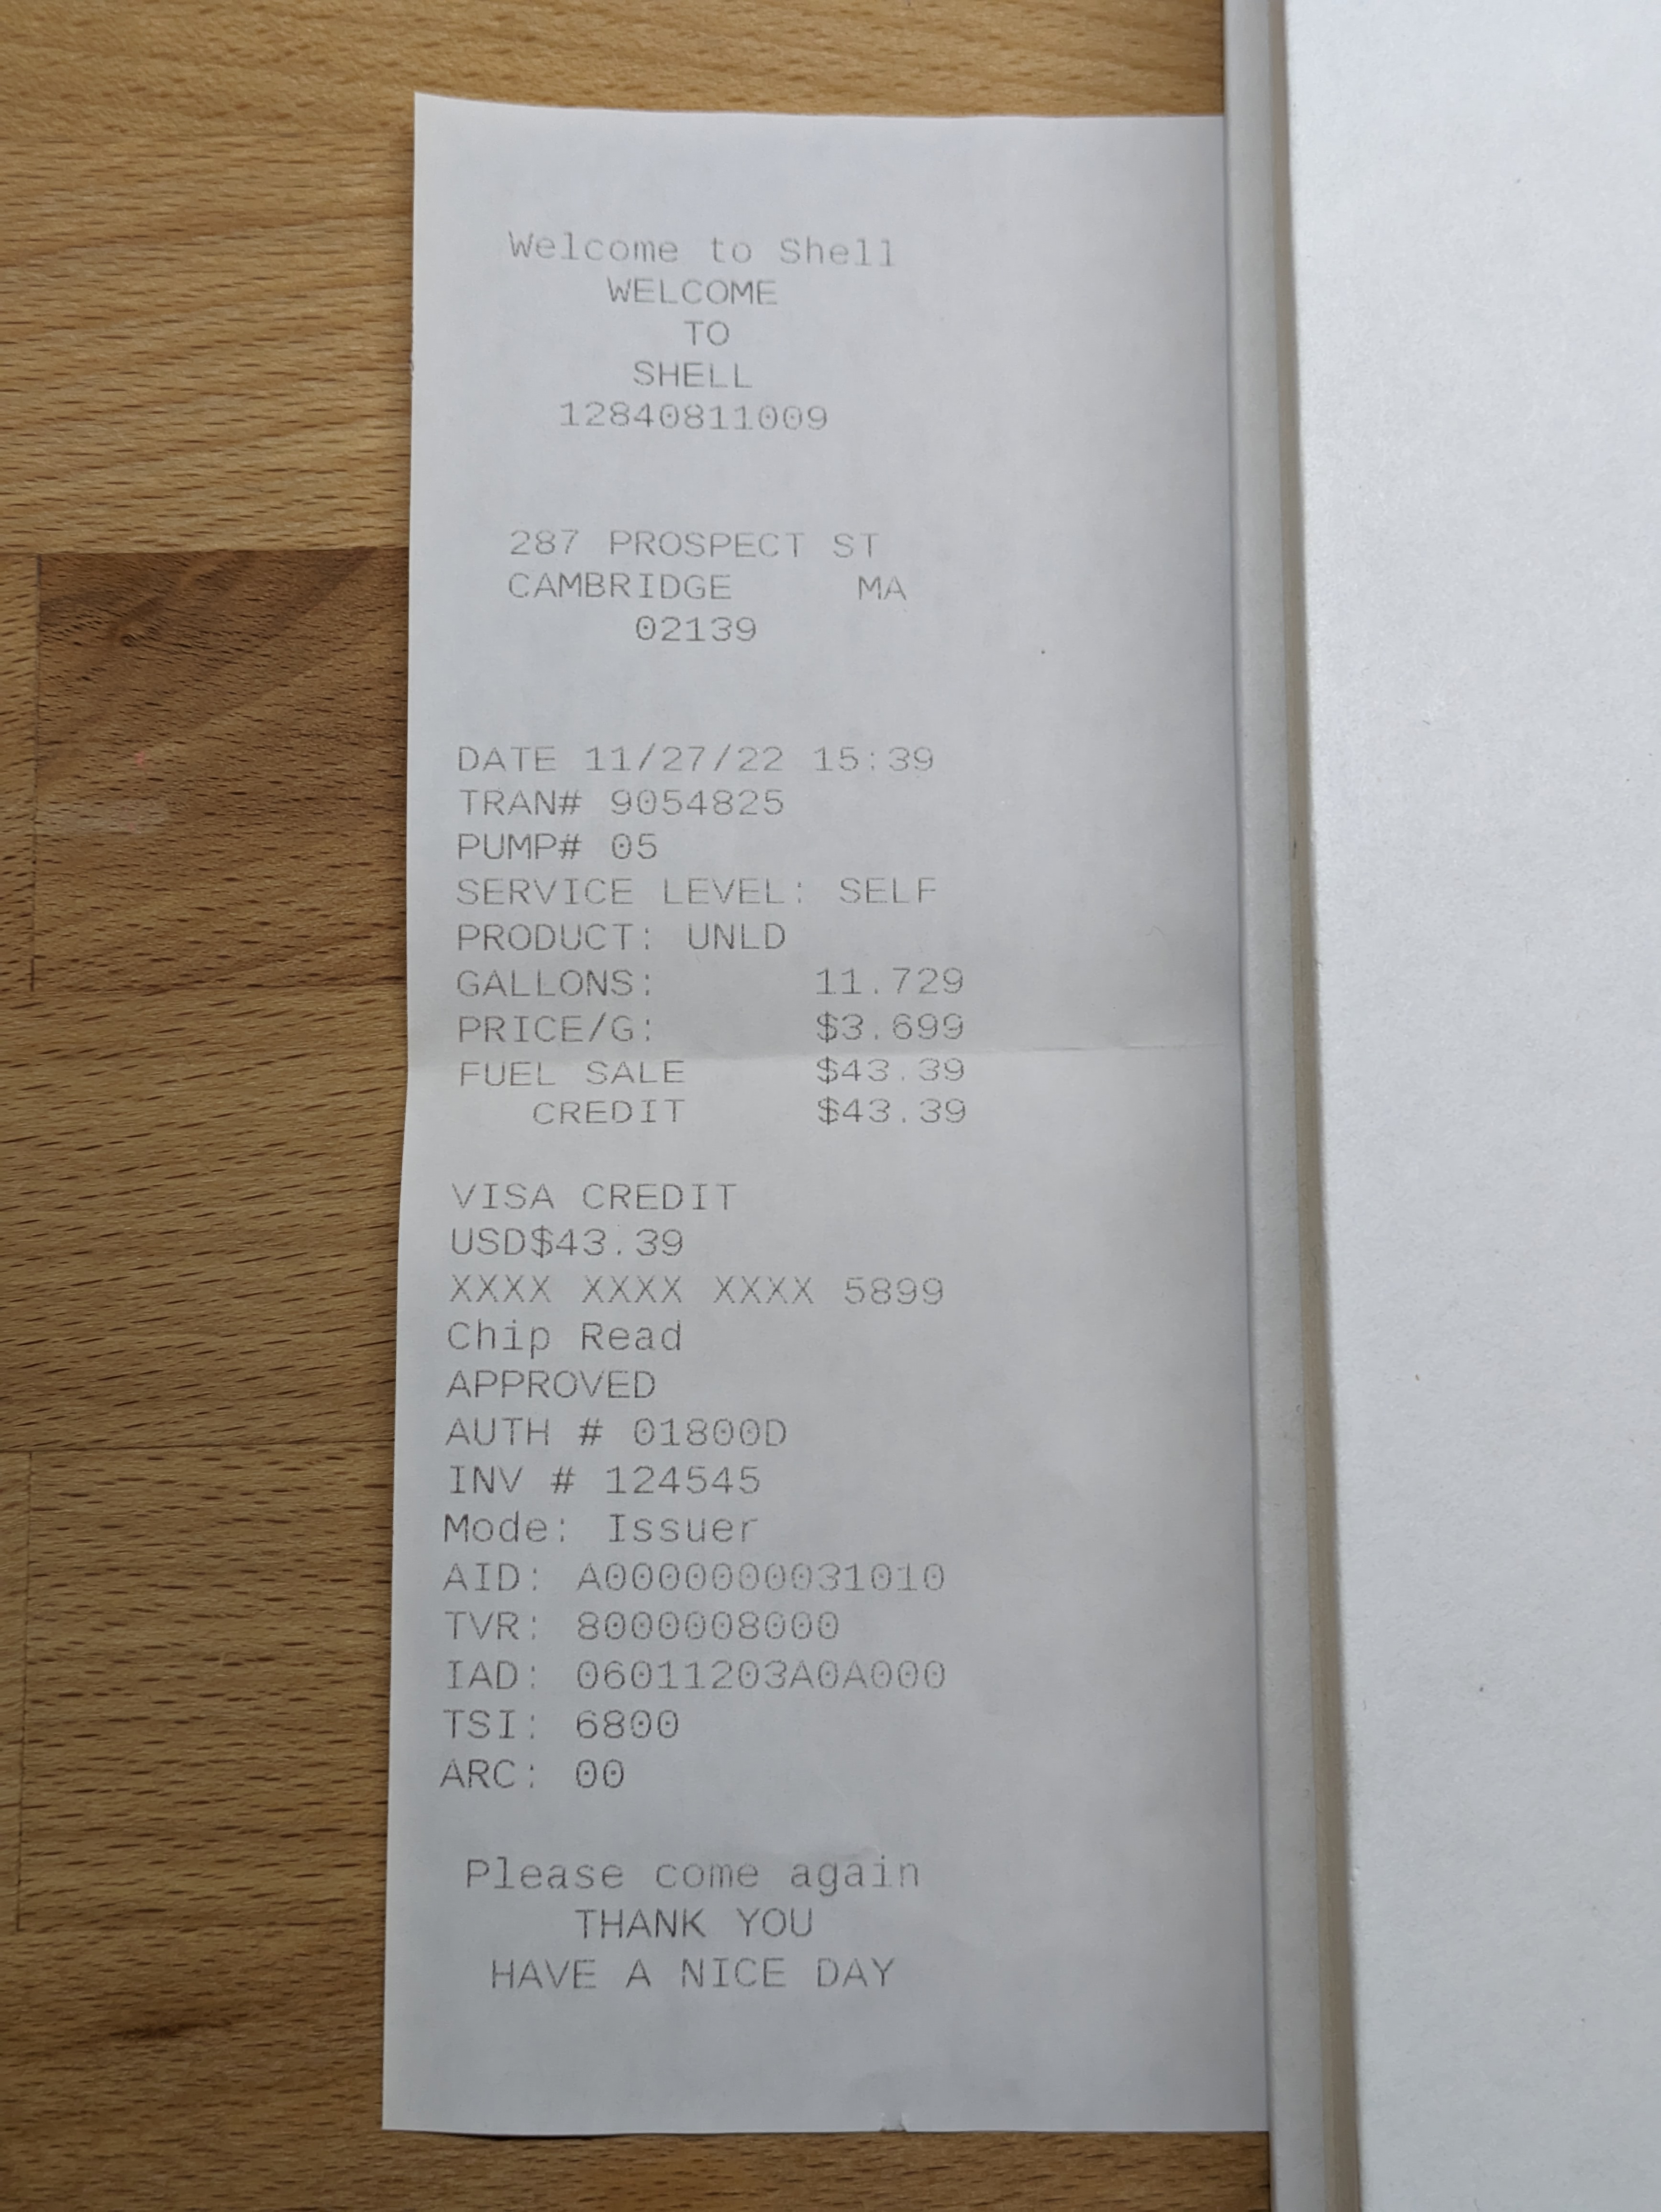 Welcome to Shell
WELCOME
TO
SHELL
12840811009
287 PROSPECT ST
CAMBRIDGE MA
02139
DATE 11/27/22 15:39
TRAN# 9054825
PUMP# 05
SERVICE LEVEL: SELF
PRODUCT: UNLD
GALLONS: 11.729
PRICE/G: $3.699
FUEL SALE $43.39
CREDIT $43.39
VISA CREDIT
USD$43.39
XXXX XXXX XXXX 5899
Chip Read
APPROVED
AUTH # 01800D
INV # 124545
Mode: Issuer
AID: A0000000031010
TVR: 8000008000
IAD: 06011203A0A000
TSI: 6800
ARC: 00
Please come again
THANK YOU
HAVE A NICE DAY